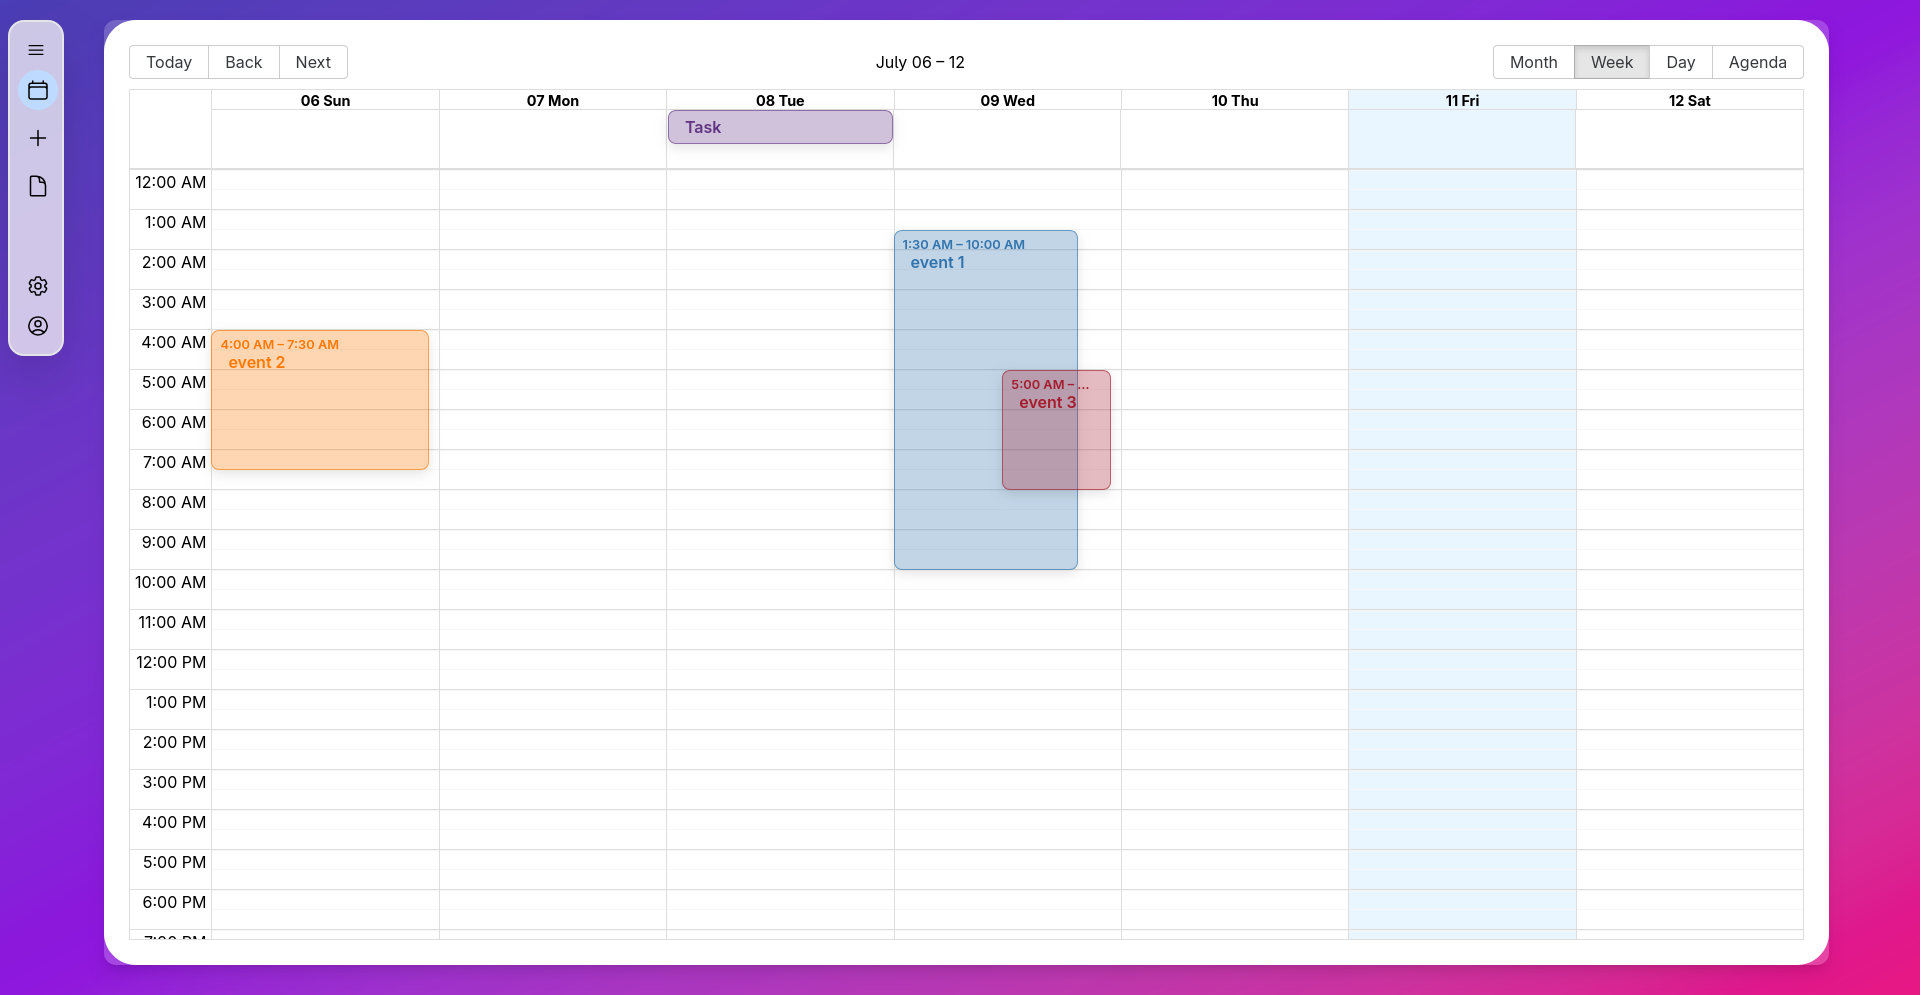 Today Back Next
July 06 – 12
Month Week Day Agenda
06 Sun 07 Mon 08 Tue 09 Wed 10 Thu 11 Fri 12 Sat
Task
12:00 AM
1:00 AM
1:30 AM – 10:00 AM
event 1
2:00 AM
3:00 AM
4:00 AM
4:00 AM – 7:30 AM
event 2
5:00 AM
5:00 AM – ...
event 3
6:00 AM
7:00 AM
8:00 AM
9:00 AM
10:00 AM
11:00 AM
12:00 PM
1:00 PM
2:00 PM
3:00 PM
4:00 PM
5:00 PM
6:00 PM